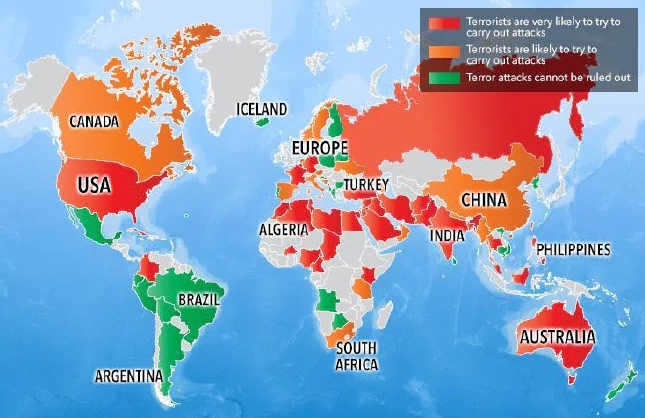 Terrorists are very likely to try to
carry out attacks
Terrorists are likely to try to
carry out attacks
Terror attacks cannot be ruled out
ICELAND
CANADA
EUROPE
USA
TURKEY
CHINA
ALGERIA
INDIA
PHILIPPINES
BRAZIL
AUSTRALIA
SOUTH
AFRICA
ARGENTINA